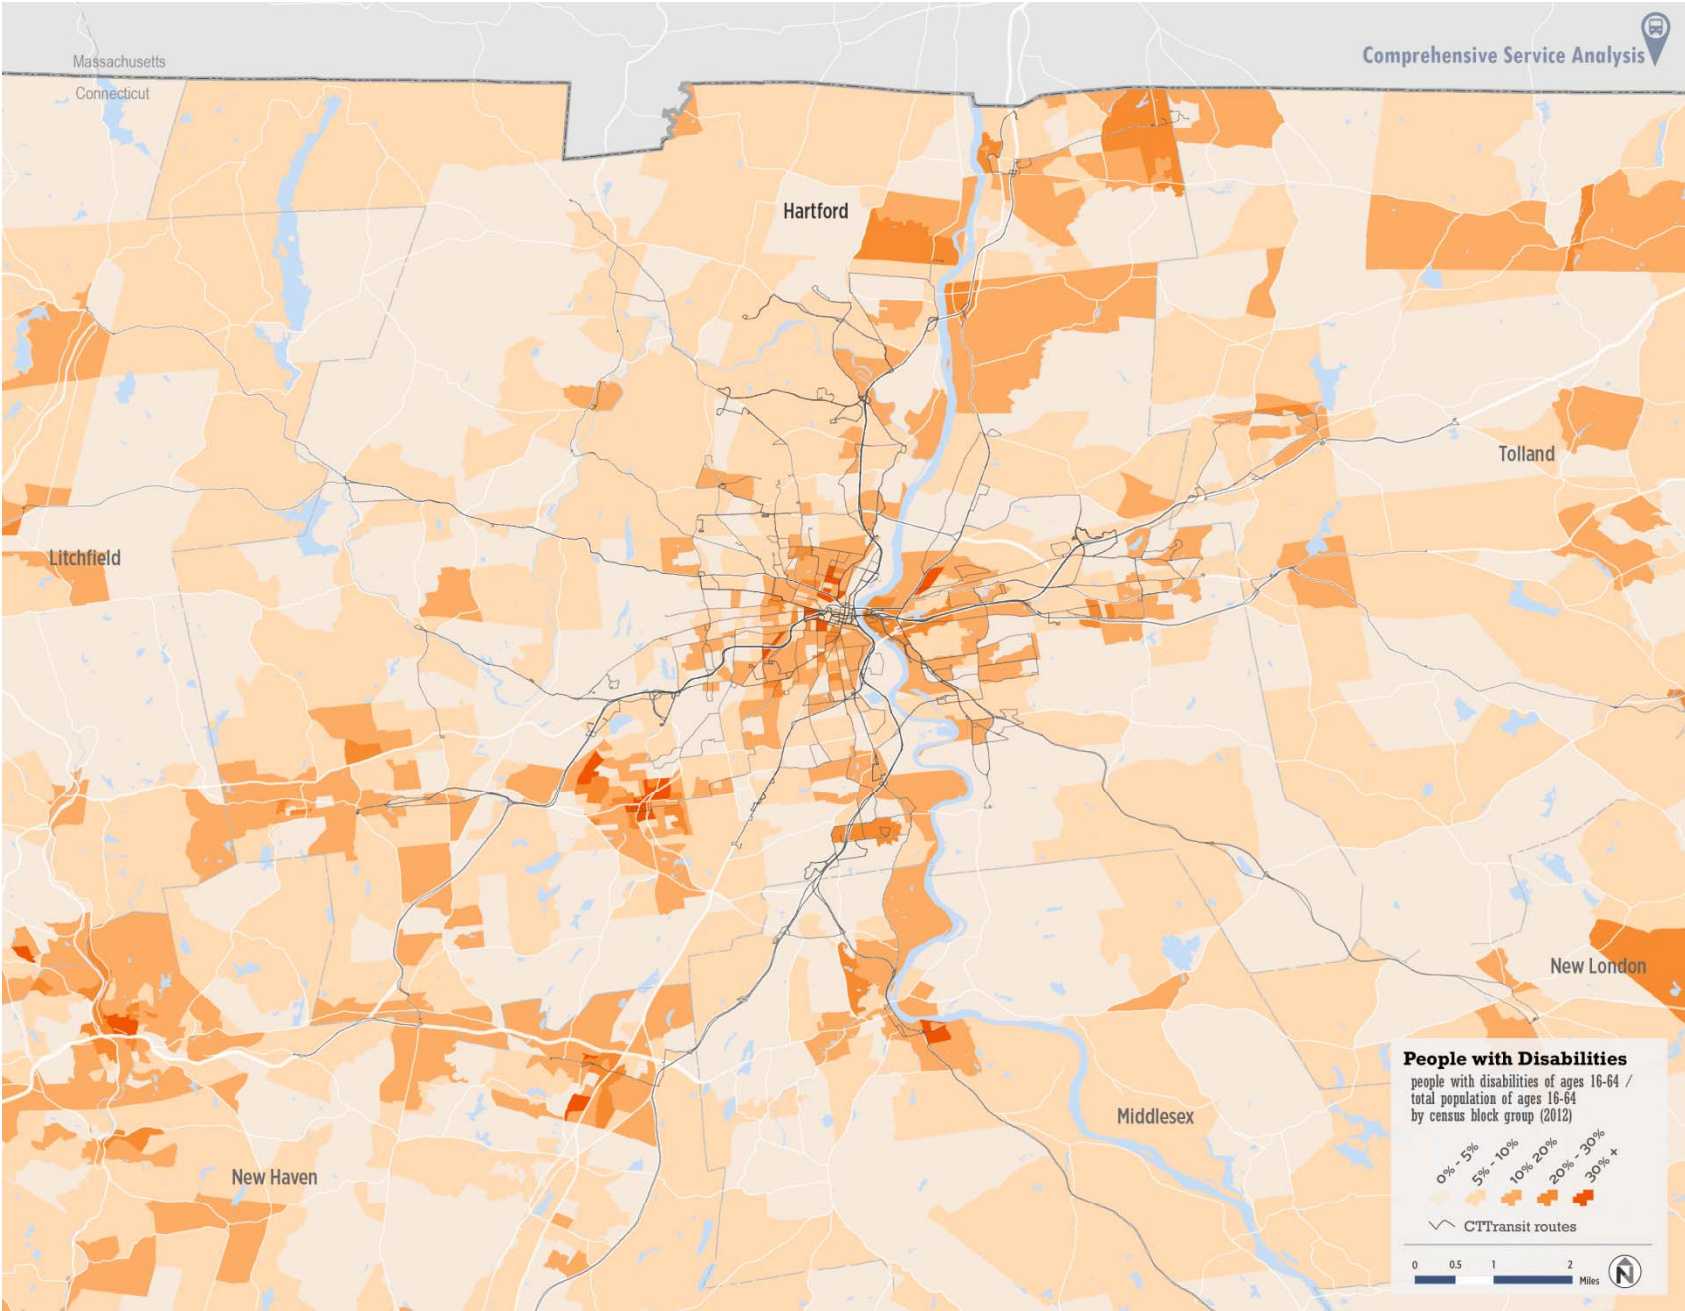 Comprehensive Service Analysis
Massachusetts
Connecticut
Hartford
Tolland
Litchfield
New London
Middlesex
New Haven
People with Disabilities
people with disabilities of ages 16-64 /
total population of ages 16-64
by census block group (2012)
0% - 5%
5% - 10%
10% 20%
20% - 30%
30% +
CTTransit routes
0 0.5 1 2 Miles
N